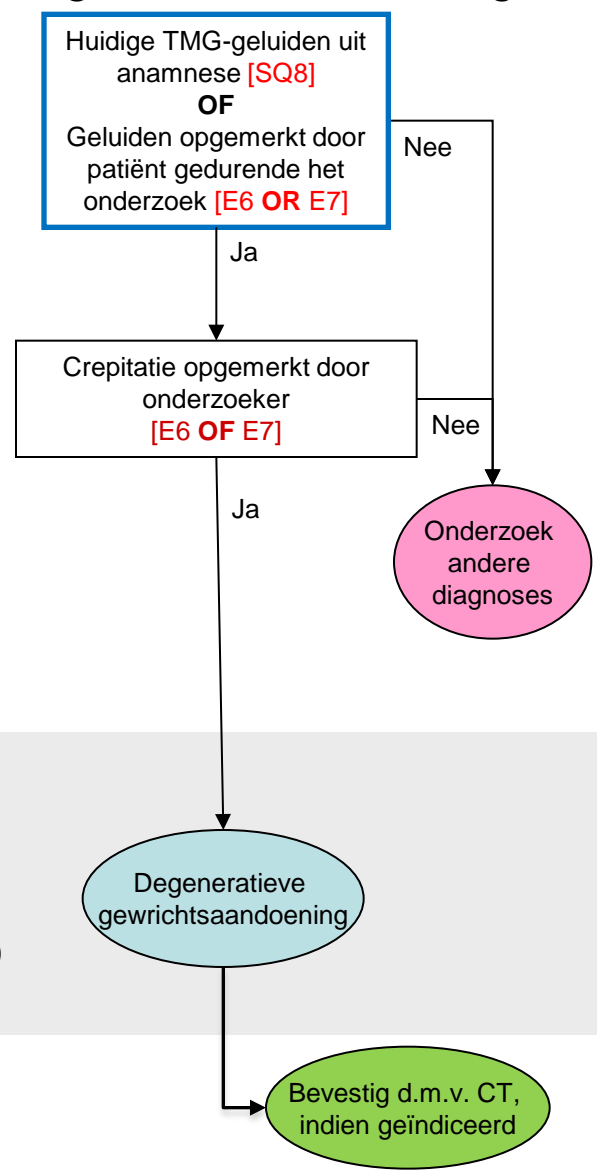 Huidige TMG-geluiden uit
anamnese [SQ8]
OF
Geluiden opgemerkt door
patiënt gedurende het
onderzoek [E6 OR E7]
Nee
Ja
Crepitatie opgemerkt door
onderzoeker
[E6 OF E7]
Nee
Ja
Onderzoek
andere
diagnoses
Degeneratieve
gewrichtsaandoening
Bevestig d.m.v. CT,
indien geïndiceerd